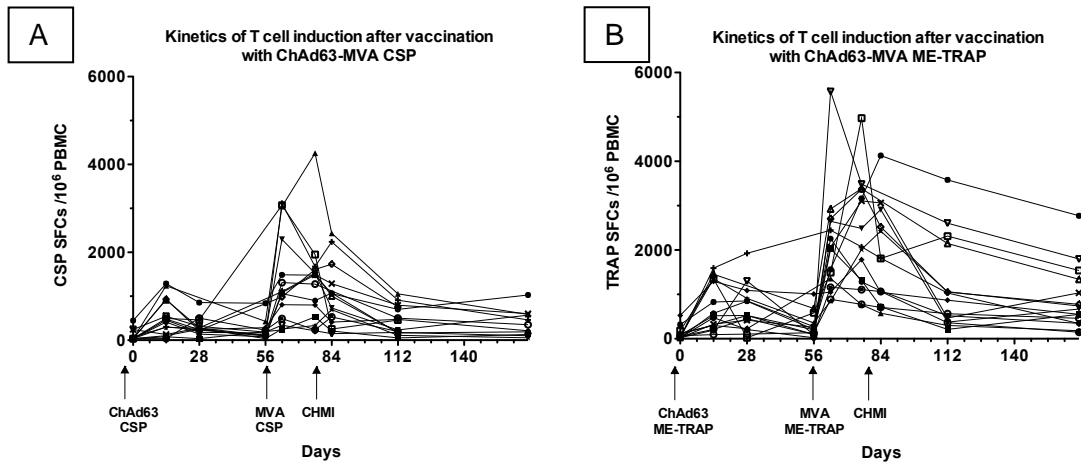 A
Kinetics of T cell induction after vaccination
with ChAd63-MVA CSP
CSP SFCs /10⁶ PBMC
6000
4000
2000
0
0 28 56 84 112 140
ChAd63
CSP
MVA
CSP
CHMI
Days
B
Kinetics of T cell induction after vaccination
with ChAd63-MVA ME-TRAP
TRAP SFCs /10⁶ PBMC
6000
4000
2000
0
0 28 56 84 112 140
ChAd63
ME-TRAP
MVA
ME-TRAP
CHMI
Days